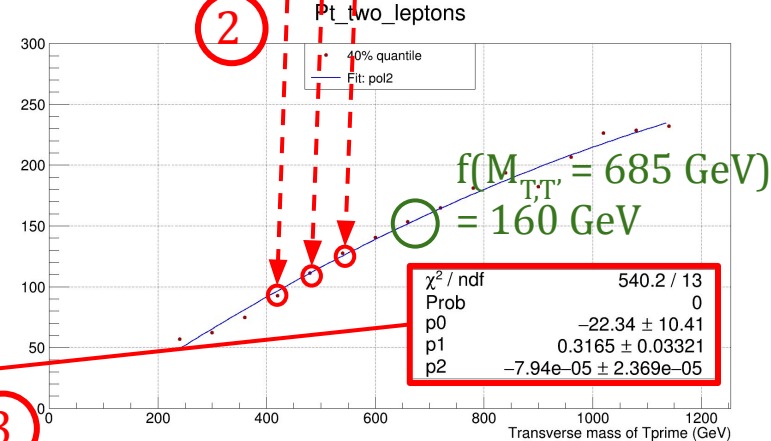 Pt_two_leptons
2
40% quantile
Fit: pol2
300
250
200
150
100
50
0
f(M_T,T' = 685 GeV)
= 160 GeV
χ² / ndf 540.2 / 13
Prob 0
p0 −22.34 ± 10.41
p1 0.3165 ± 0.03321
p2 −7.94e−05 ± 2.369e−05
3
0 200 400 600 800 1000 1200
Transverse mass of Tprime (GeV)